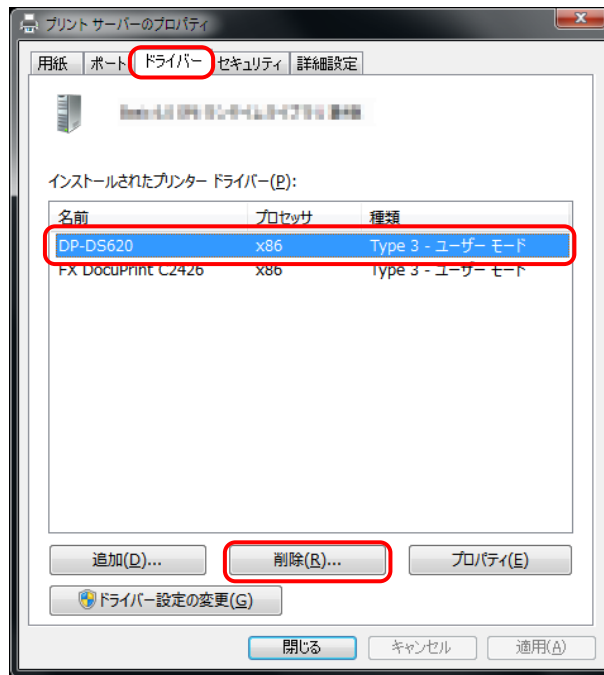 プリント サーバーのプロパティ
用紙 ポート ドライバー セキュリティ 詳細設定
インストールされたプリンター ドライバー(P):
名前 プロセッサ 種類
DP-DS620 x86 Type 3 - ユーザー モード
FX DocuPrint C2426 x86 Type 3 - ユーザー モード
追加(D)... 削除(R)... プロパティ(E)
ドライバー設定の変更(G)
閉じる キャンセル 適用(A)